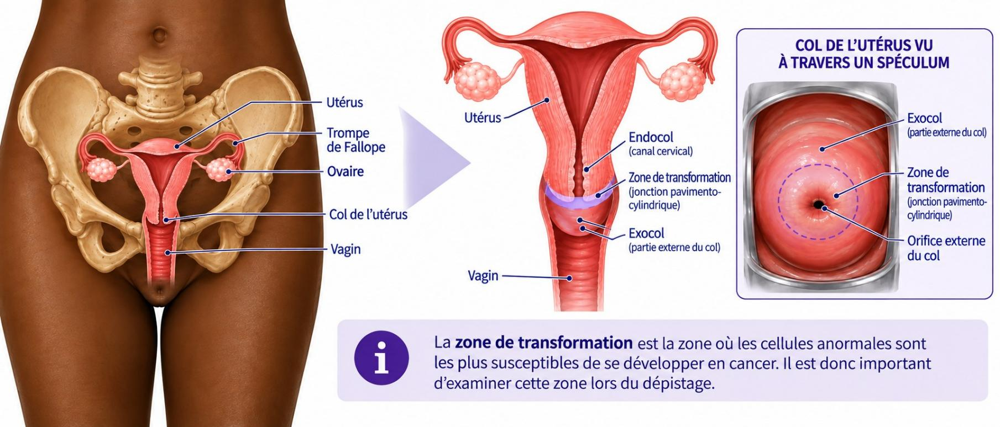 Utérus
Trompe
de Fallope
Ovaire
Col de l'utérus
Vagin
Utérus
Endocol
(canal cervical)
Zone de transformation
(jonction pavimento-
cylindrique)
Exocol
(partie externe du col)
Vagin
COL DE L'UTÉRUS VU
À TRAVERS UN SPÉCULUM
Exocol
(partie externe du col)
Zone de
transformation
(jonction pavimento-
cylindrique)
Orifice externe
du col
i
La zone de transformation est la zone où les cellules anormales sont
les plus susceptibles de se développer en cancer. Il est donc important
d'examiner cette zone lors du dépistage.